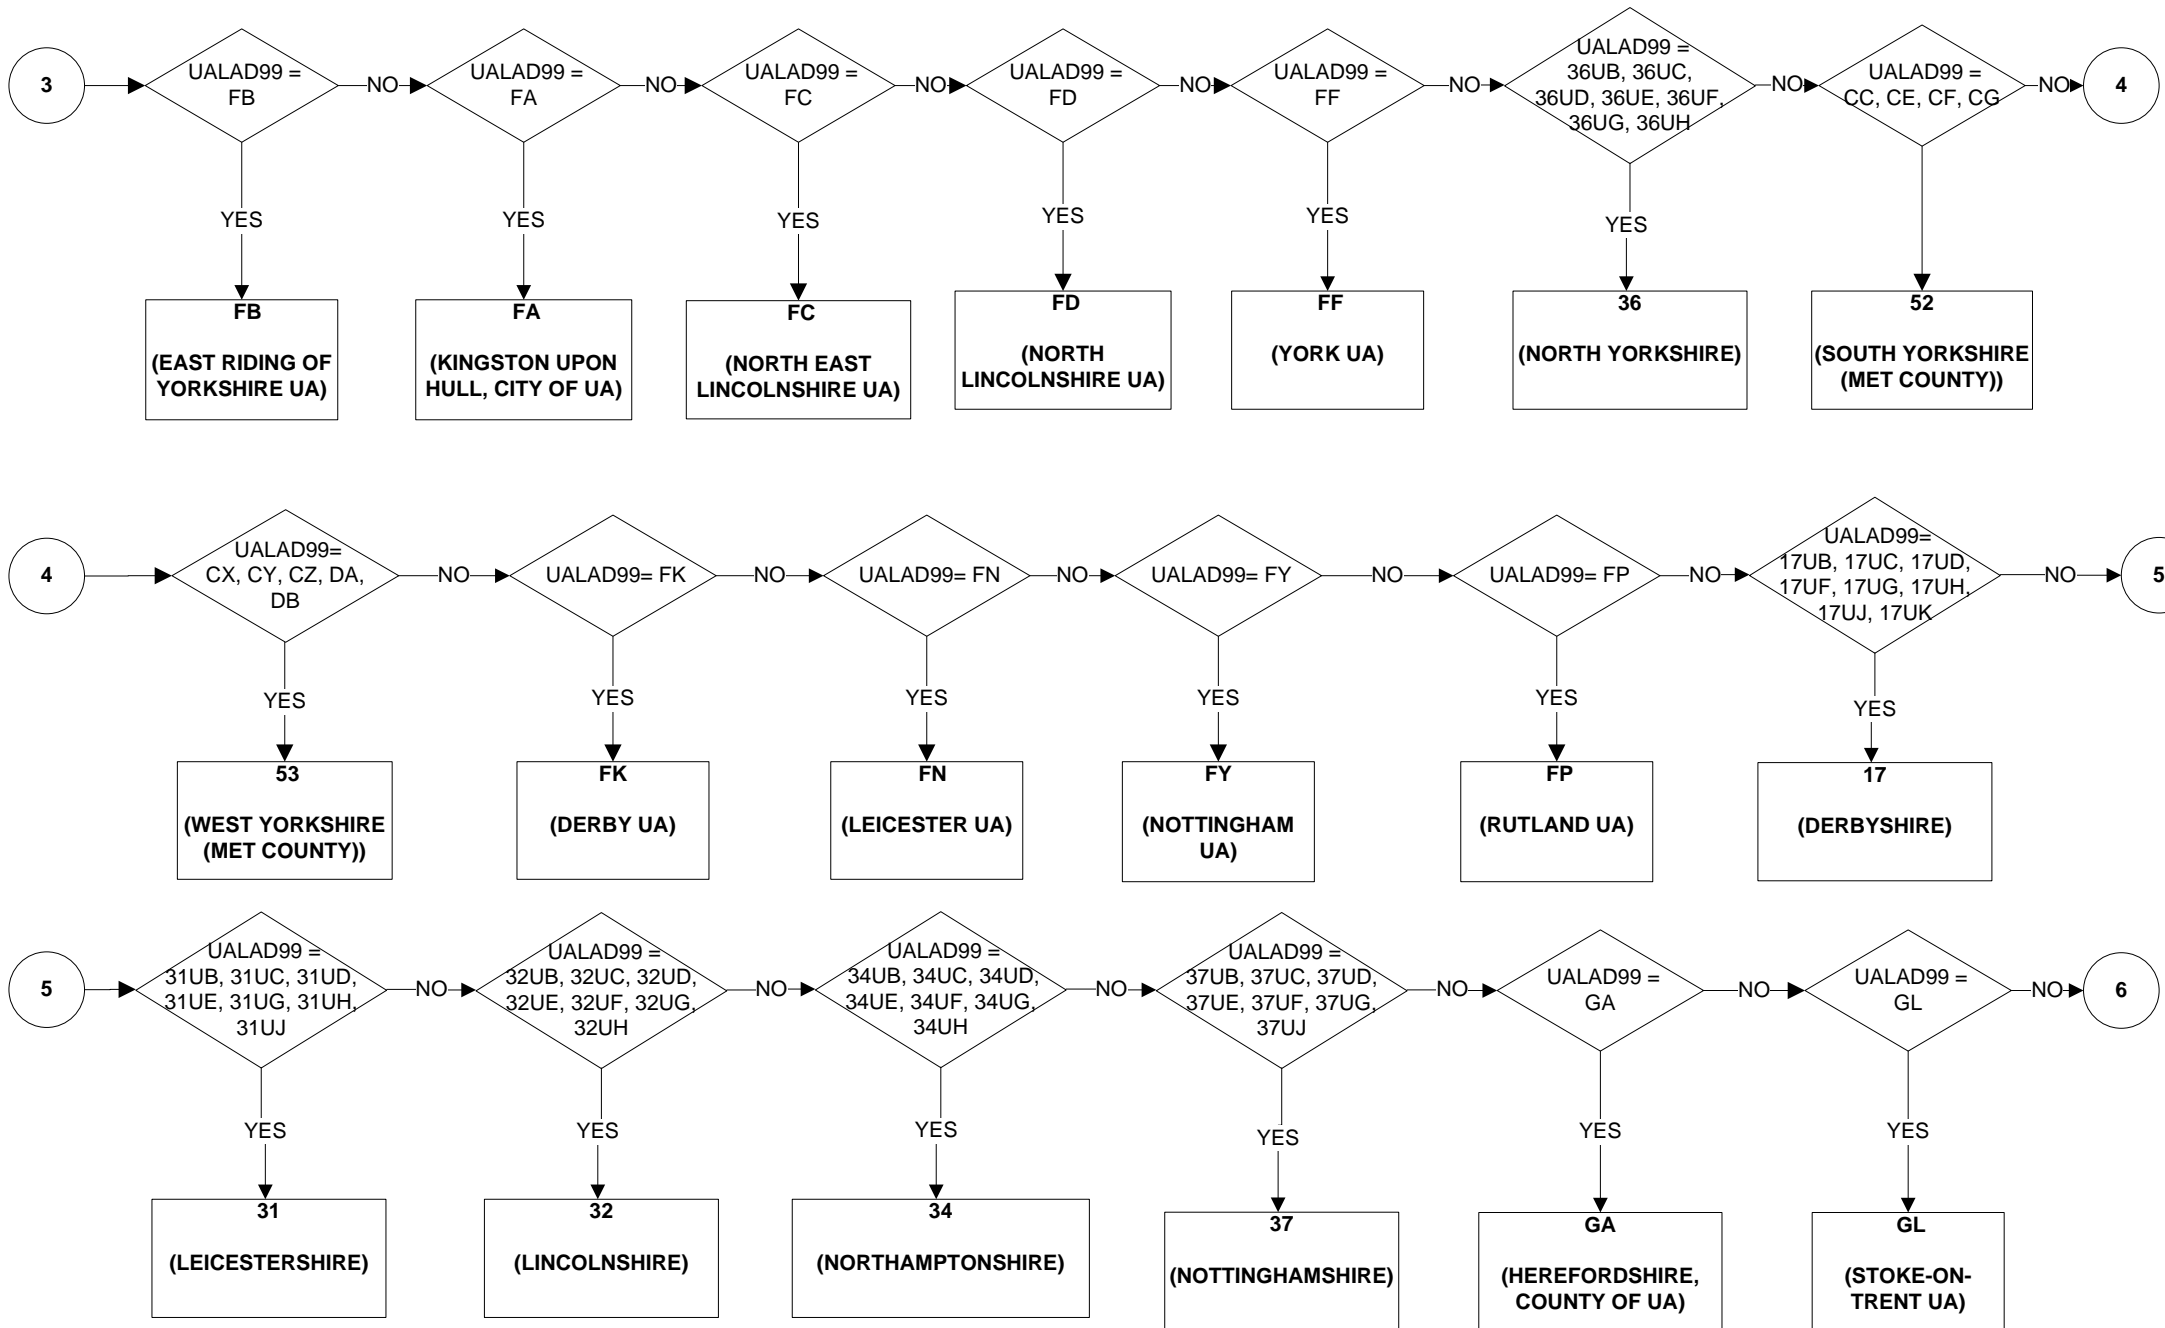 3
UALAD99 =
FB
NO
UALAD99 =
FA
NO
UALAD99 =
FC
NO
UALAD99 =
FD
NO
UALAD99 =
FF
NO
UALAD99 =
36UB, 36UC,
36UD, 36UE, 36UF,
36UG, 36UH
NO
UALAD99 =
CC, CE, CF, CG
NO
4
YES
YES
YES
YES
YES
YES
YES
FB
(EAST RIDING OF
YORKSHIRE UA)
FA
(KINGSTON UPON
HULL, CITY OF UA)
FC
(NORTH EAST
LINCOLNSHIRE UA)
FD
(NORTH
LINCOLNSHIRE UA)
FF
(YORK UA)
36
(NORTH YORKSHIRE)
52
(SOUTH YORKSHIRE
(MET COUNTY))
4
UALAD99=
CX, CY, CZ, DA,
DB
NO
UALAD99= FK
NO
UALAD99= FN
NO
UALAD99= FY
NO
UALAD99= FP
NO
UALAD99=
17UB, 17UC, 17UD,
17UF, 17UG, 17UH,
17UJ, 17UK
NO
5
YES
YES
YES
YES
YES
YES
53
(WEST YORKSHIRE
(MET COUNTY))
FK
(DERBY UA)
FN
(LEICESTER UA)
FY
(NOTTINGHAM
UA)
FP
(RUTLAND UA)
17
(DERBYSHIRE)
5
UALAD99 =
31UB, 31UC, 31UD,
31UE, 31UG, 31UH,
31UJ
NO
UALAD99 =
32UB, 32UC, 32UD,
32UE, 32UF, 32UG,
32UH
NO
UALAD99 =
34UB, 34UC, 34UD,
34UE, 34UF, 34UG,
34UH
NO
UALAD99 =
37UB, 37UC, 37UD,
37UE, 37UF, 37UG,
37UJ
NO
UALAD99 =
GA
NO
UALAD99 =
GL
NO
6
YES
YES
YES
YES
YES
YES
31
(LEICESTERSHIRE)
32
(LINCOLNSHIRE)
34
(NORTHAMPTONSHIRE)
37
(NOTTINGHAMSHIRE)
GA
(HEREFORDSHIRE,
COUNTY OF UA)
GL
(STOKE-ON-
TRENT UA)